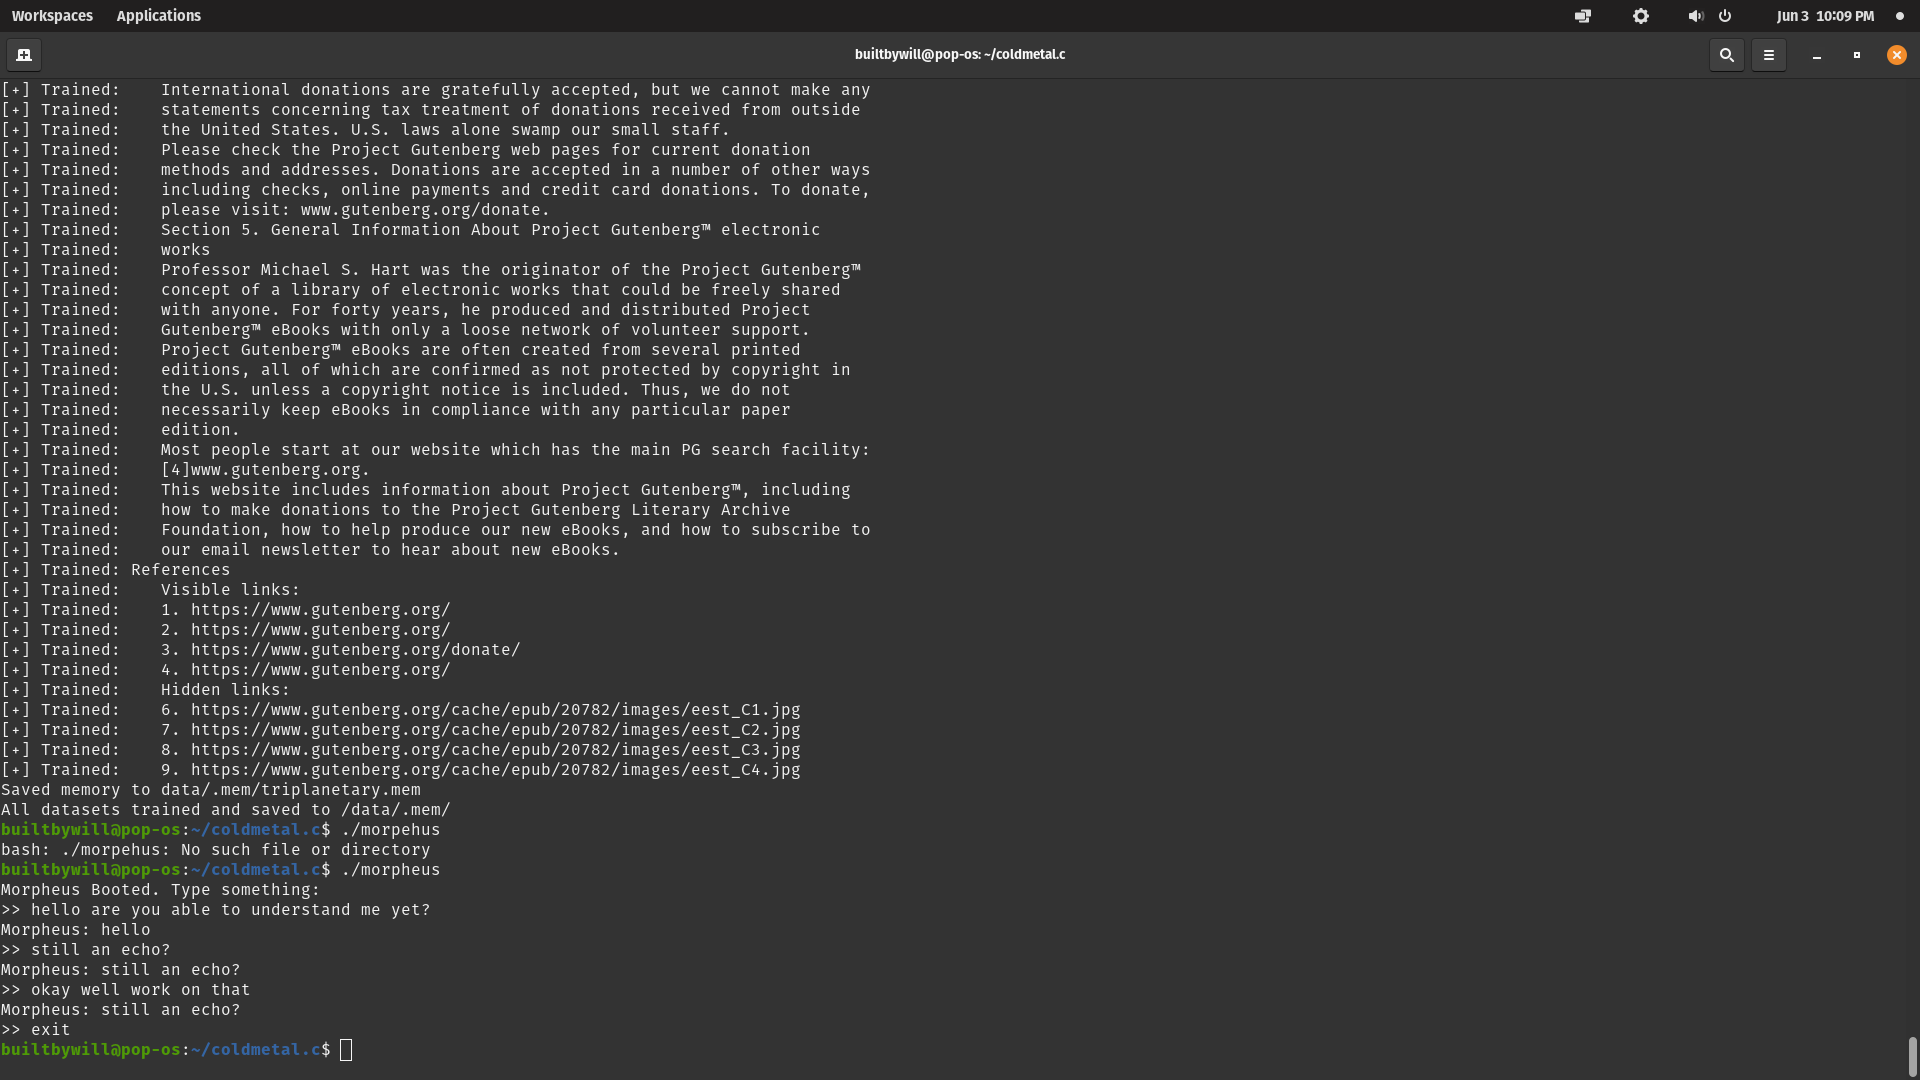 Workspaces Applications Jun 3 10:09 PM
builtbywill@pop-os: ~/coldmetal.c
[+] Trained:    International donations are gratefully accepted, but we cannot make any
[+] Trained:    statements concerning tax treatment of donations received from outside
[+] Trained:    the United States. U.S. laws alone swamp our small staff.
[+] Trained:    Please check the Project Gutenberg web pages for current donation
[+] Trained:    methods and addresses. Donations are accepted in a number of other ways
[+] Trained:    including checks, online payments and credit card donations. To donate,
[+] Trained:    please visit: www.gutenberg.org/donate.
[+] Trained:    Section 5. General Information About Project Gutenberg™ electronic
[+] Trained:    works
[+] Trained:    Professor Michael S. Hart was the originator of the Project Gutenberg™
[+] Trained:    concept of a library of electronic works that could be freely shared
[+] Trained:    with anyone. For forty years, he produced and distributed Project
[+] Trained:    Gutenberg™ eBooks with only a loose network of volunteer support.
[+] Trained:    Project Gutenberg™ eBooks are often created from several printed
[+] Trained:    editions, all of which are confirmed as not protected by copyright in
[+] Trained:    the U.S. unless a copyright notice is included. Thus, we do not
[+] Trained:    necessarily keep eBooks in compliance with any particular paper
[+] Trained:    edition.
[+] Trained:    Most people start at our website which has the main PG search facility:
[+] Trained:    [4]www.gutenberg.org.
[+] Trained:    This website includes information about Project Gutenberg™, including
[+] Trained:    how to make donations to the Project Gutenberg Literary Archive
[+] Trained:    Foundation, how to help produce our new eBooks, and how to subscribe to
[+] Trained:    our email newsletter to hear about new eBooks.
[+] Trained: References
[+] Trained:    Visible links:
[+] Trained:    1. https://www.gutenberg.org/
[+] Trained:    2. https://www.gutenberg.org/
[+] Trained:    3. https://www.gutenberg.org/donate/
[+] Trained:    4. https://www.gutenberg.org/
[+] Trained:    Hidden links:
[+] Trained:    6. https://www.gutenberg.org/cache/epub/20782/images/eest_C1.jpg
[+] Trained:    7. https://www.gutenberg.org/cache/epub/20782/images/eest_C2.jpg
[+] Trained:    8. https://www.gutenberg.org/cache/epub/20782/images/eest_C3.jpg
[+] Trained:    9. https://www.gutenberg.org/cache/epub/20782/images/eest_C4.jpg
Saved memory to data/.mem/triplanetary.mem
All datasets trained and saved to /data/.mem/
builtbywill@pop-os:~/coldmetal.c$ ./morpehus
bash: ./morpehus: No such file or directory
builtbywill@pop-os:~/coldmetal.c$ ./morpheus
Morpheus Booted. Type something:
>> hello are you able to understand me yet?
Morpheus: hello
>> still an echo?
Morpheus: still an echo?
>> okay well work on that
Morpheus: still an echo?
>> exit
builtbywill@pop-os:~/coldmetal.c$